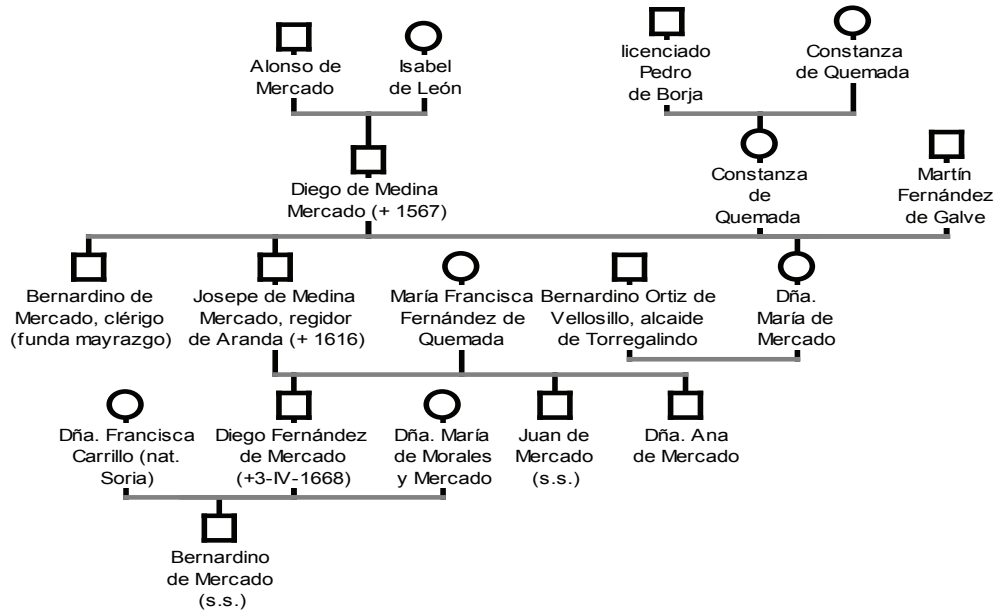 Alonso de
Mercado
Isabel
de León
licenciado
Pedro
de Borja
Constanza
de Quemada
Diego de Medina
Mercado (+ 1567)
Constanza
de
Quemada
Martín
Fernández
de Galve
Bernardino de
Mercado, clérigo
(funda mayrazgo)
Josepe de Medina
Mercado, regidor
de Aranda (+ 1616)
María Francisca
Fernández de
Quemada
Bernardino Ortiz de
Vellosillo, alcaide
de Torregalindo
Dña.
María de
Mercado
Dña. Francisca
Carrillo (nat.
Soria)
Diego Fernández
de Mercado
(+3-IV-1668)
Dña. María
de Morales
y Mercado
Juan de
Mercado
(s.s.)
Dña. Ana
de Mercado
Bernardino
de Mercado
(s.s.)